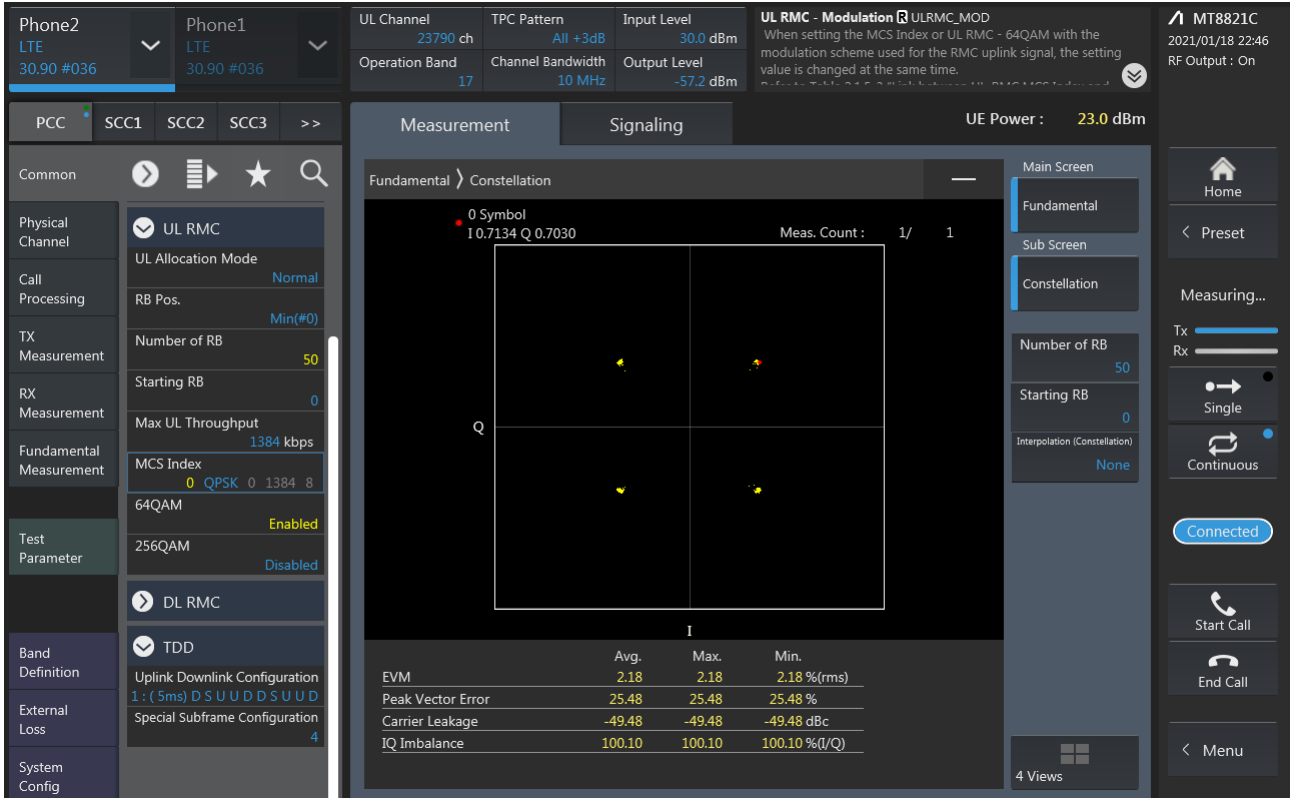 Phone2
LTE
30.90 #036
Phone1
LTE
30.90 #036
UL Channel
23790 ch
TPC Pattern
All +3dB
Input Level
30.0 dBm
Operation Band
17
Channel Bandwidth
10 MHz
Output Level
-57.2 dBm
UL RMC - Modulation R ULRMC_MOD
When setting the MCS Index or UL RMC - 64QAM with the
modulation scheme used for the RMC uplink signal, the setting
value is changed at the same time.
MT8821C
2021/01/18 22:46
RF Output : On
PCC
SCC1
SCC2
SCC3
>>
Measurement
Signaling
UE Power : 23.0 dBm
Common
Physical
Channel
Call
Processing
TX
Measurement
RX
Measurement
Fundamental
Measurement
Test
Parameter
Band
Definition
External
Loss
System
Config
UL RMC
UL Allocation Mode
Normal
RB Pos.
Min(#0)
Number of RB
50
Starting RB
0
Max UL Throughput
1384 kbps
MCS Index
0 QPSK 0 1384 8
64QAM
Enabled
256QAM
Disabled
DL RMC
TDD
Uplink Downlink Configuration
1 : ( 5ms) D S U U D D S U U D
Special Subframe Configuration
4
Fundamental 〉 Constellation
0 Symbol
I 0.7134 Q 0.7030
Meas. Count : 1/ 1
Q
I
Avg. Max. Min.
EVM 2.18 2.18 2.18 %(rms)
Peak Vector Error 25.48 25.48 25.48 %
Carrier Leakage -49.48 -49.48 -49.48 dBc
IQ Imbalance 100.10 100.10 100.10 %(I/Q)
Main Screen
Fundamental
Sub Screen
Constellation
Number of RB
50
Starting RB
0
Interpolation (Constellation)
None
4 Views
Home
< Preset
Measuring...
Tx
Rx
Single
Continuous
Connected
Start Call
End Call
< Menu